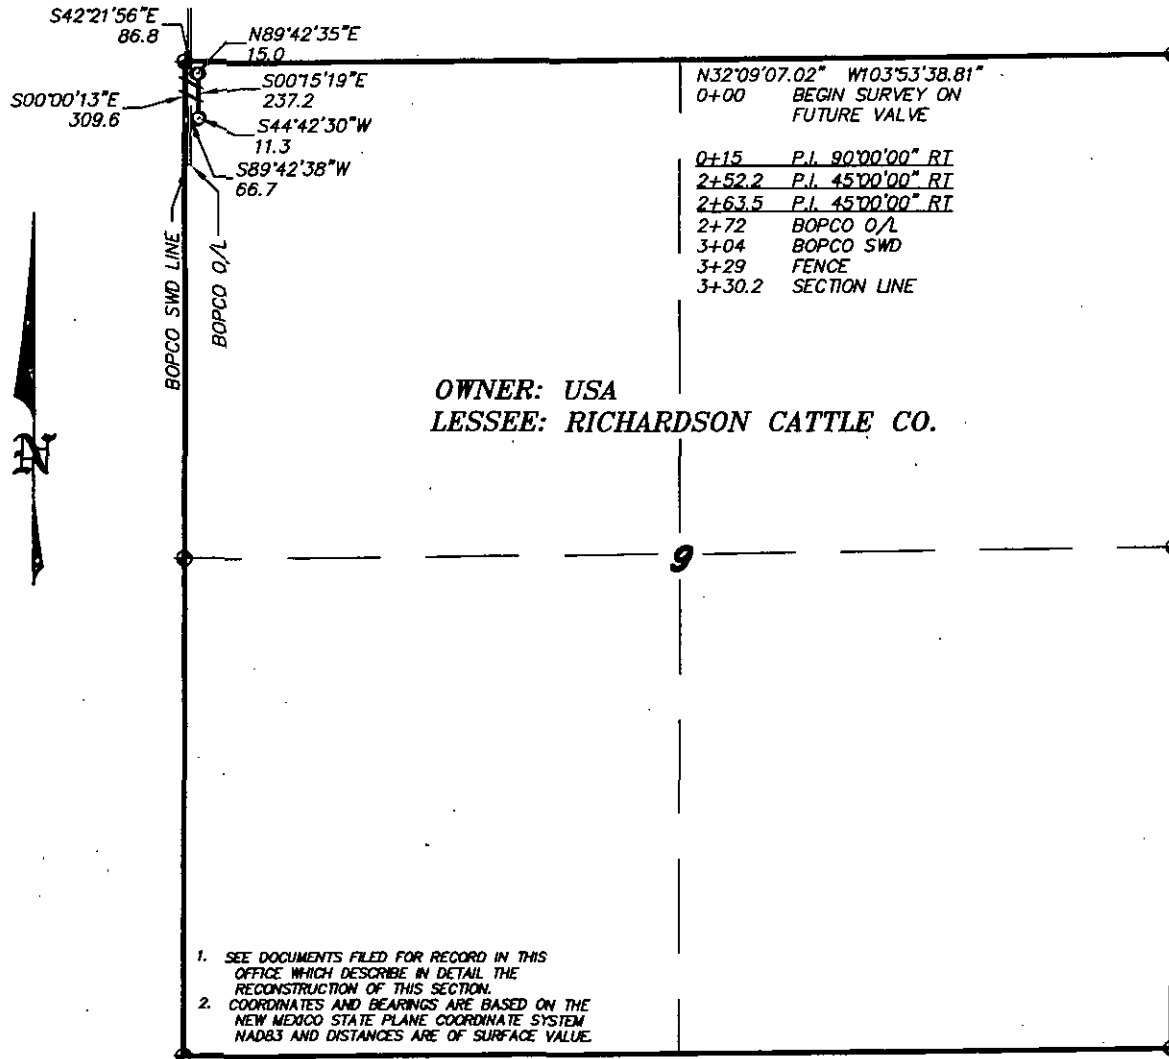 S42°21'56"E
86.8
N89°42'35"E
15.0
S00°15'19"E
237.2
S00°00'13"E
309.6
S44°42'30"W
11.3
S89°42'38"W
66.7
BOPCO SWD LINE
BOPCO O/L
N32°09'07.02" W103°53'38.81"
0+00 BEGIN SURVEY ON
FUTURE VALVE
0+15 P.I. 90°00'00" RT
2+52.2 P.I. 45°00'00" RT
2+63.5 P.I. 45°00'00" RT
2+72 BOPCO O/L
3+04 BOPCO SWD
3+29 FENCE
3+30.2 SECTION LINE
N
OWNER: USA
LESSEE: RICHARDSON CATTLE CO.
9
1. SEE DOCUMENTS FILED FOR RECORD IN THIS
OFFICE WHICH DESCRIBE IN DETAIL THE
RECONSTRUCTION OF THIS SECTION.
2. COORDINATES AND BEARINGS ARE BASED ON THE
NEW MEXICO STATE PLANE COORDINATE SYSTEM
NAD83 AND DISTANCES ARE OF SURFACE VALUE.